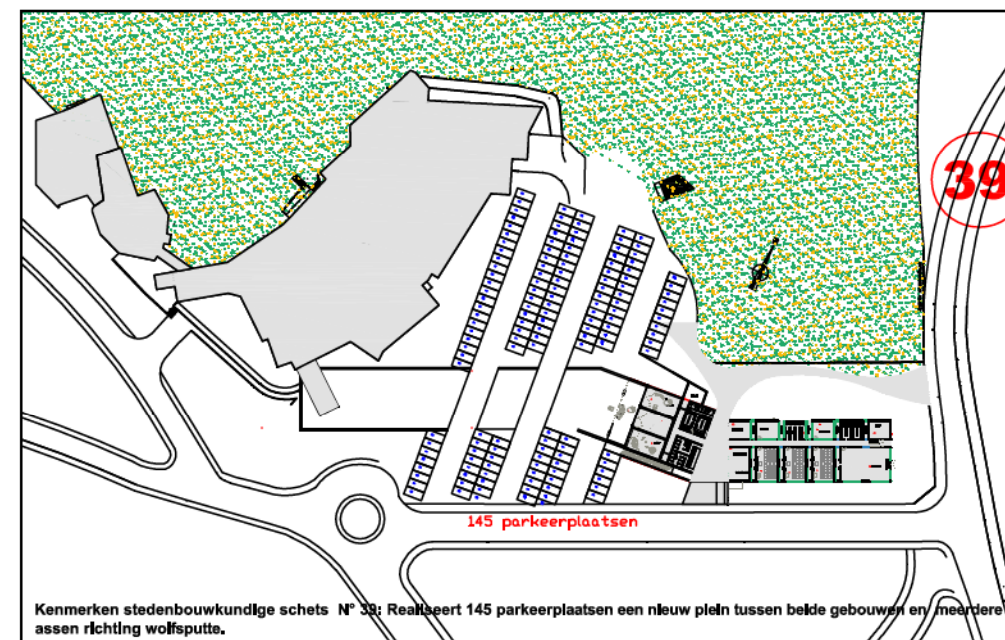 39
145 parkeerplaatsen
Kenmerken stedenbouwkundige schets N° 39: Realiseert 145 parkeerplaatsen een nieuw plein tussen beide gebouwen en meerdere
assen richting wolfsputte.